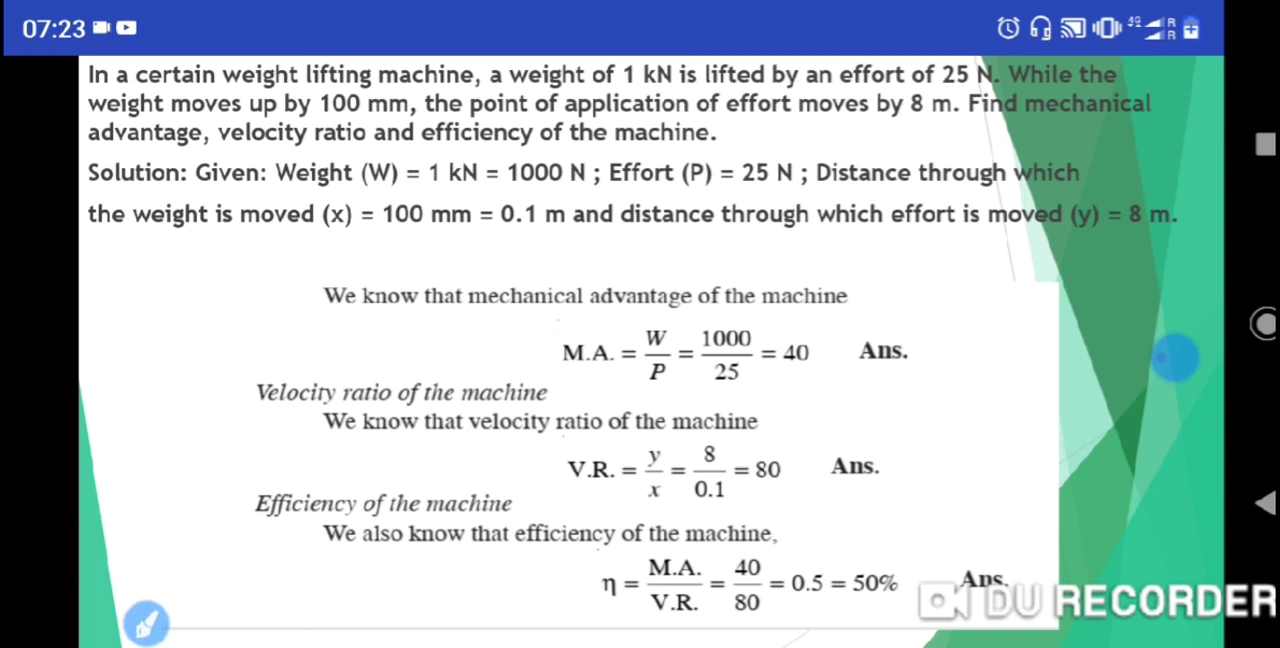 07:23
4G R
R
In a certain weight lifting machine, a weight of 1 kN is lifted by an effort of 25 N. While the
weight moves up by 100 mm, the point of application of effort moves by 8 m. Find mechanical
advantage, velocity ratio and efficiency of the machine.
Solution: Given: Weight (W) = 1 kN = 1000 N ; Effort (P) = 25 N ; Distance through which
the weight is moved (x) = 100 mm = 0.1 m and distance through which effort is moved (y) = 8 m.
We know that mechanical advantage of the machine
M.A. = W/P = 1000/25 = 40 Ans.
Velocity ratio of the machine
We know that velocity ratio of the machine
V.R. = y/x = 8/0.1 = 80 Ans.
Efficiency of the machine
We also know that efficiency of the machine,
η = M.A./V.R. = 40/80 = 0.5 = 50% Ans.
DU RECORDER